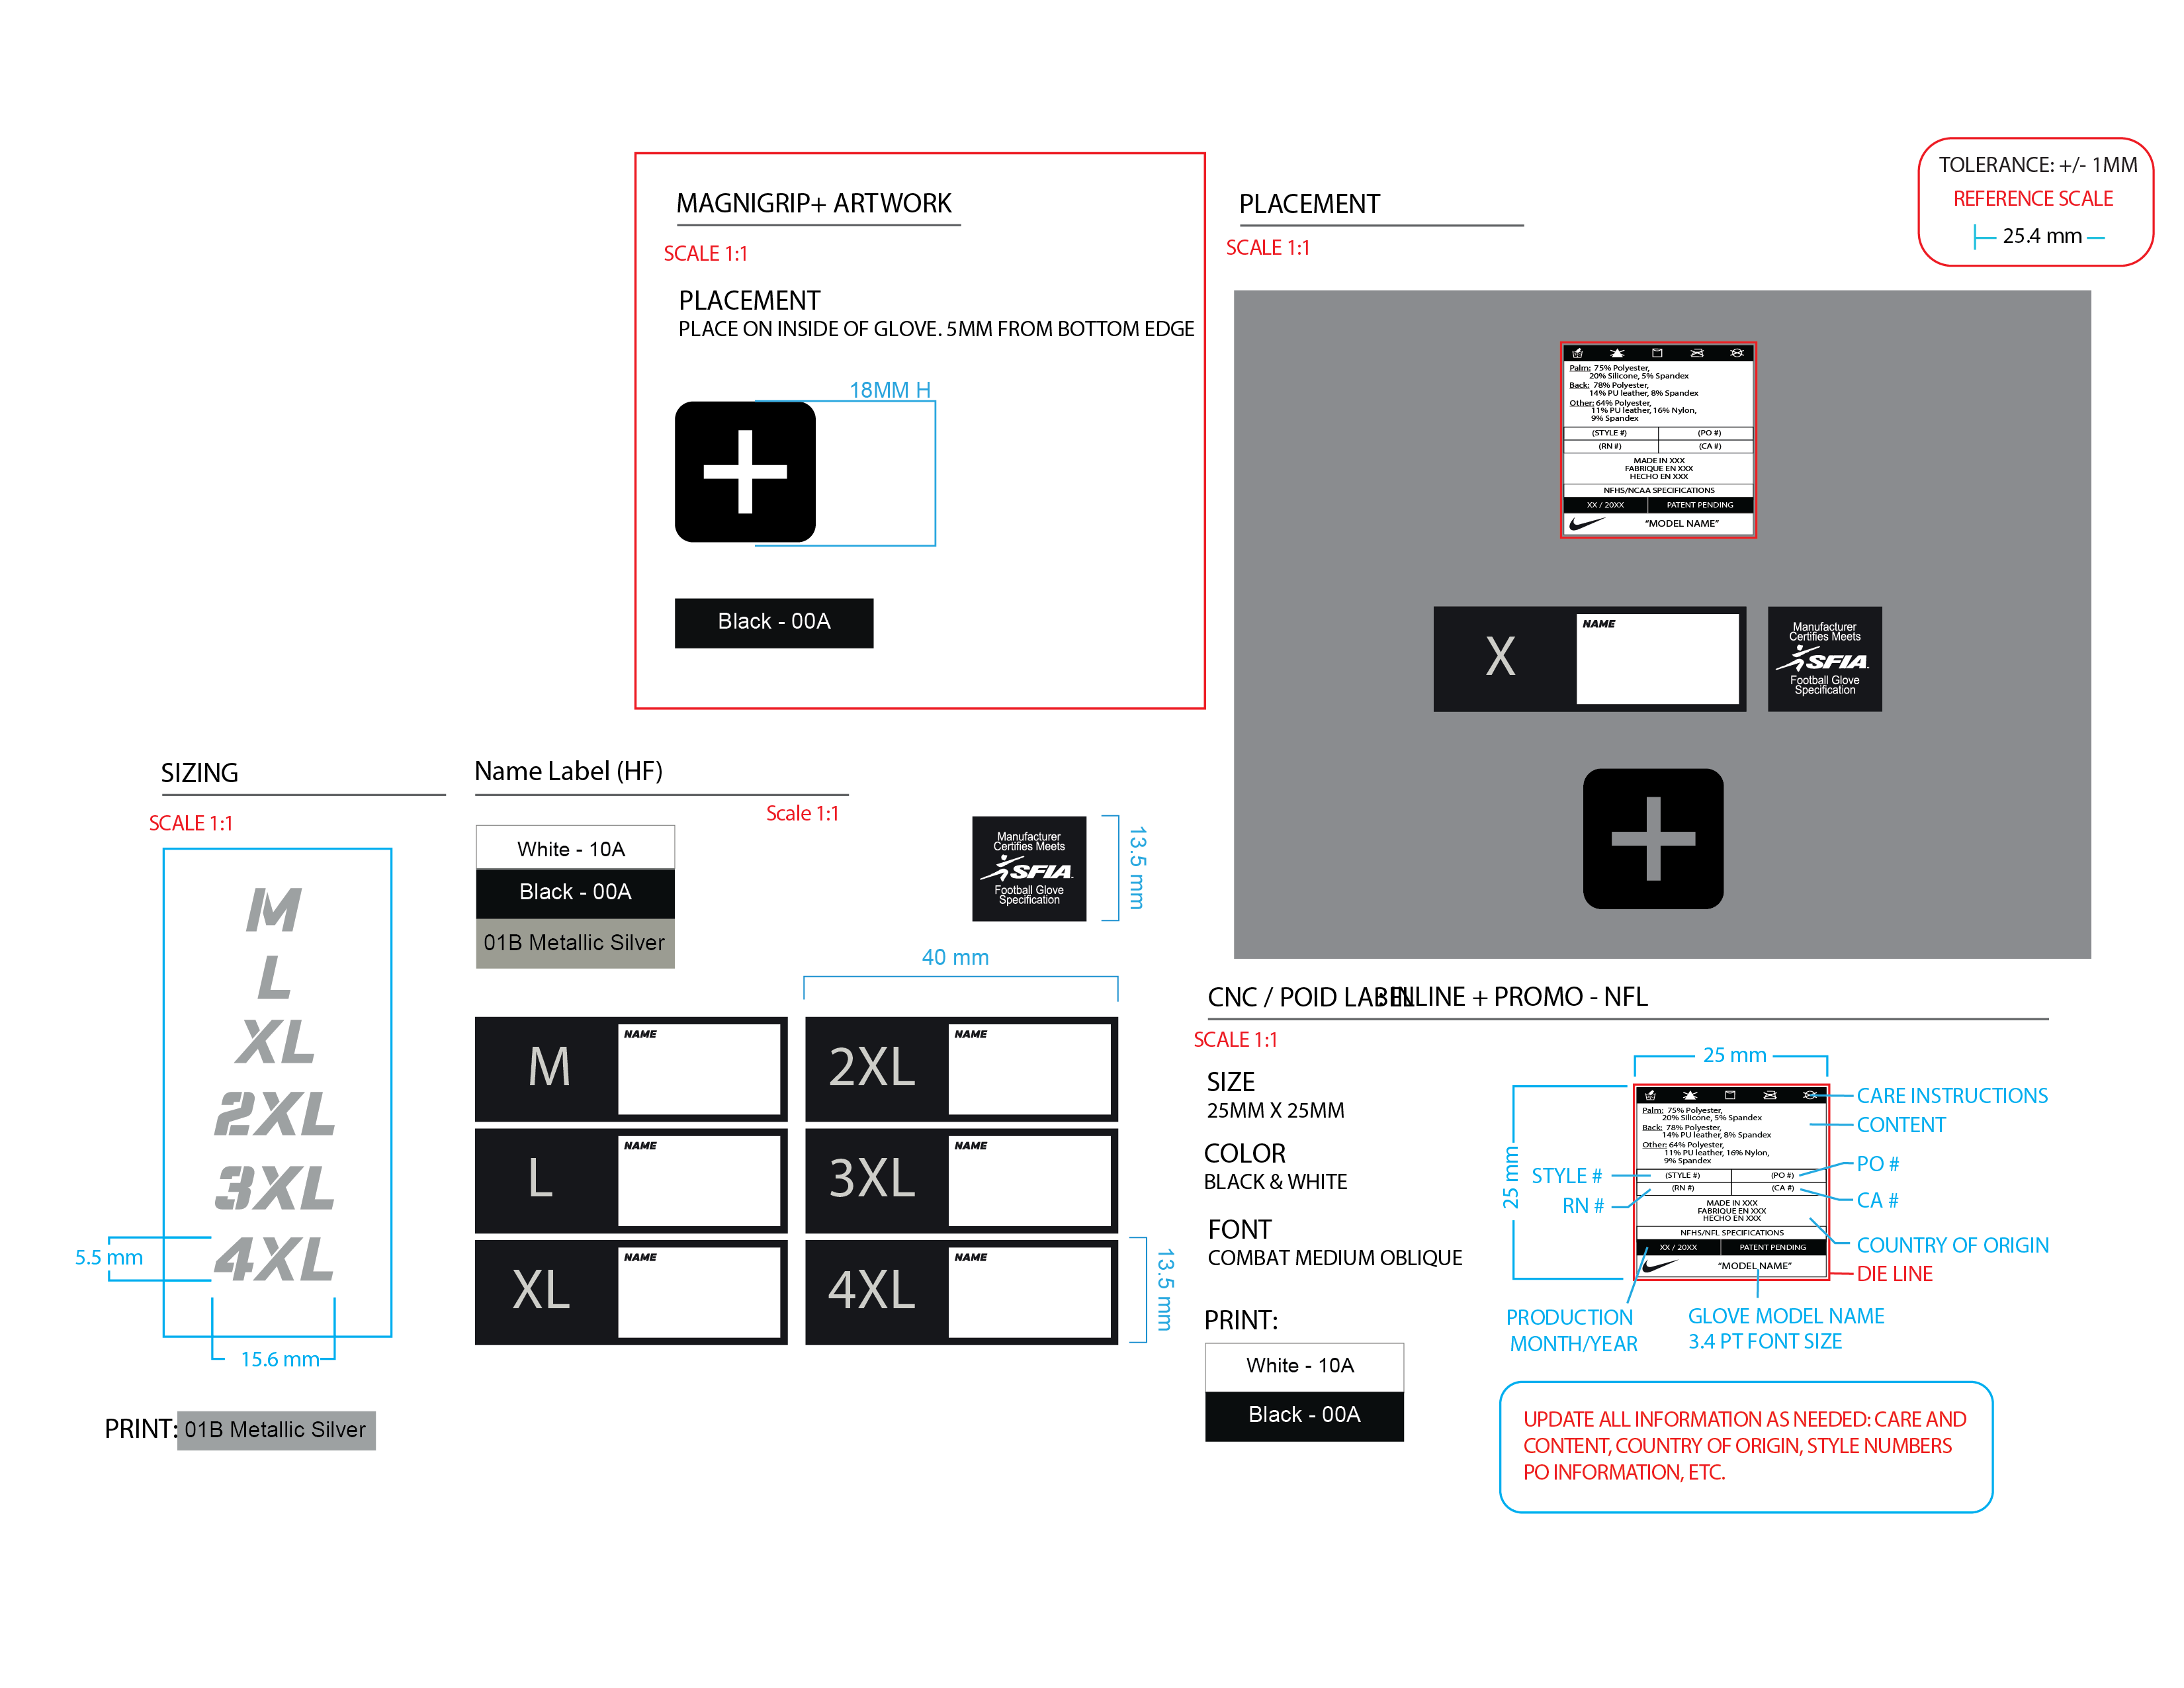 TOLERANCE: +/- 1MM
REFERENCE SCALE
25.4 mm
MAGNIGRIP+ ARTWORK
SCALE 1:1
PLACEMENT
PLACE ON INSIDE OF GLOVE. 5MM FROM BOTTOM EDGE
18MM H
Black - 00A
PLACEMENT
SCALE 1:1
Palm: 75% Polyester,
20% Silicone, 5% Spandex
Back: 78% Polyester,
14% PU leather, 8% Spandex
Other: 64% Polyester,
11% PU leather, 16% Nylon,
9% Spandex
(STYLE #) (PO #)
(RN #) (CA #)
MADE IN XXX
FABRIQUE EN XXX
HECHO EN XXX
NFHS/NCAA SPECIFICATIONS
XX / 20XX PATENT PENDING
"MODEL NAME"
X
NAME
Manufacturer
Certifies Meets
SFIA
Football Glove
Specification
SIZING
SCALE 1:1
M
L
XL
2XL
3XL
4XL
5.5 mm
15.6 mm
PRINT: 01B Metallic Silver
Name Label (HF)
Scale 1:1
White - 10A
Black - 00A
01B Metallic Silver
Manufacturer
Certifies Meets
SFIA
Football Glove
Specification
13.5 mm
40 mm
M NAME
2XL NAME
L NAME
3XL NAME
XL NAME
4XL NAME
13.5 mm
CNC / POID LABEL INLINE + PROMO - NFL
SCALE 1:1
SIZE
25MM X 25MM
COLOR
BLACK & WHITE
FONT
COMBAT MEDIUM OBLIQUE
PRINT:
White - 10A
Black - 00A
25 mm
25 mm
Palm: 75% Polyester,
20% Silicone, 5% Spandex
Back: 78% Polyester,
14% PU leather, 8% Spandex
Other: 64% Polyester,
11% PU leather, 16% Nylon,
9% Spandex
(STYLE #) (PO #)
(RN #) (CA #)
MADE IN XXX
FABRIQUE EN XXX
HECHO EN XXX
NFHS/NFL SPECIFICATIONS
XX / 20XX PATENT PENDING
"MODEL NAME"
CARE INSTRUCTIONS
CONTENT
STYLE #
PO #
RN #
CA #
COUNTRY OF ORIGIN
DIE LINE
PRODUCTION
MONTH/YEAR
GLOVE MODEL NAME
3.4 PT FONT SIZE
UPDATE ALL INFORMATION AS NEEDED: CARE AND
CONTENT, COUNTRY OF ORIGIN, STYLE NUMBERS
PO INFORMATION, ETC.